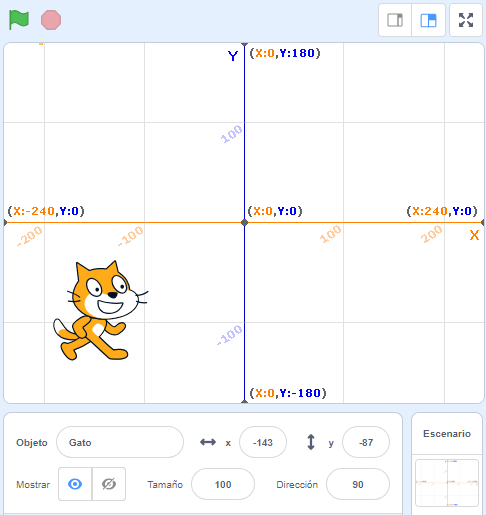 Y
(X:0,Y:180)
100
(X:-240,Y:0)
(X:0,Y:0)
(X:240,Y:0)
-200
-100
100
200
X
-100
(X:0,Y:-180)
Objeto
Gato
x
-143
y
-87
Mostrar
Tamaño
100
Dirección
90
Escenario